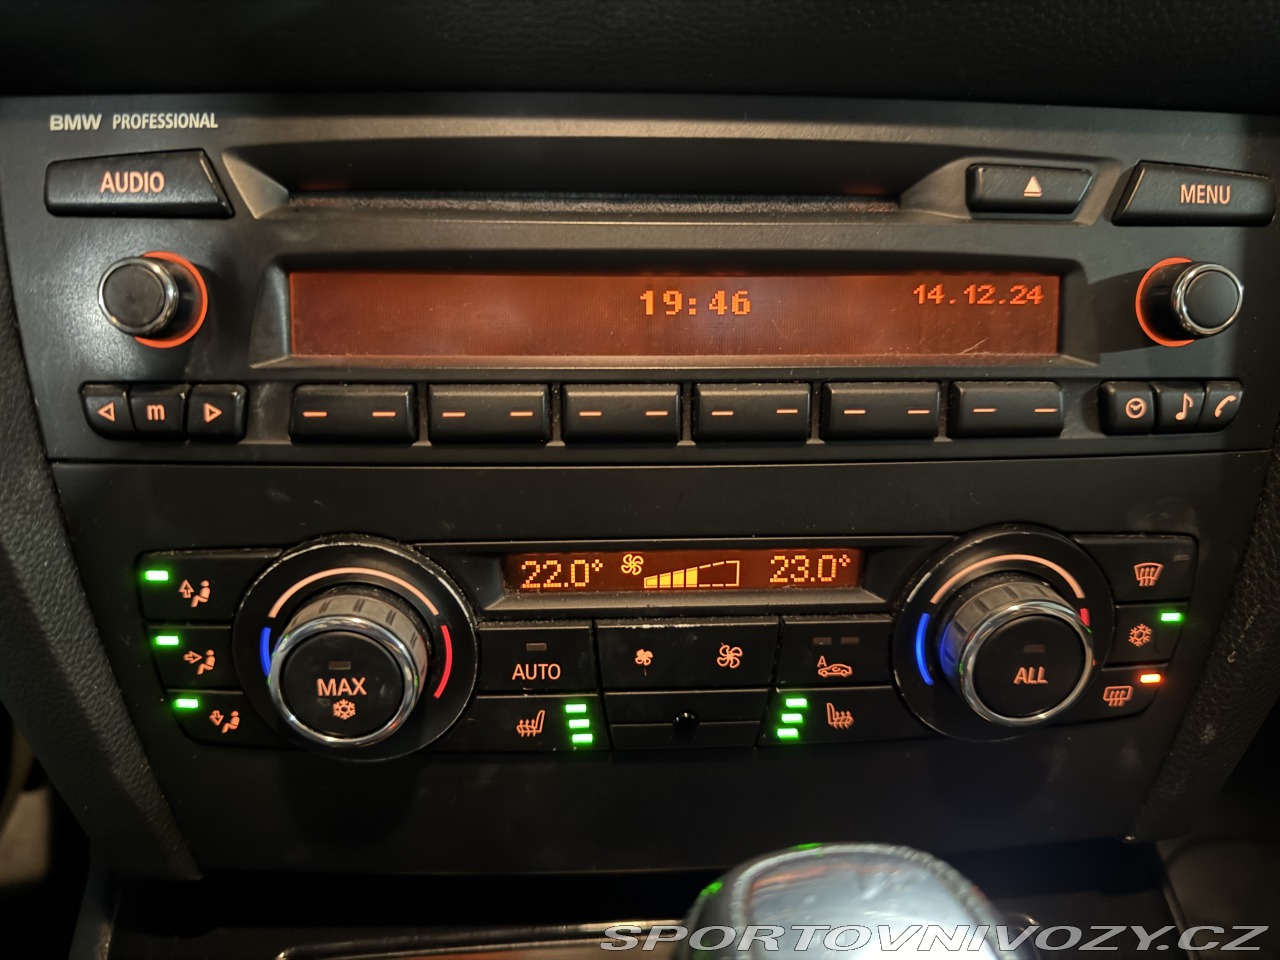 BMW PROFESSIONAL
AUDIO
MENU
19:46
14.12.24
m
22.0°
23.0°
AUTO
A
MAX
ALL
SPORTOVNIVOZY.CZ